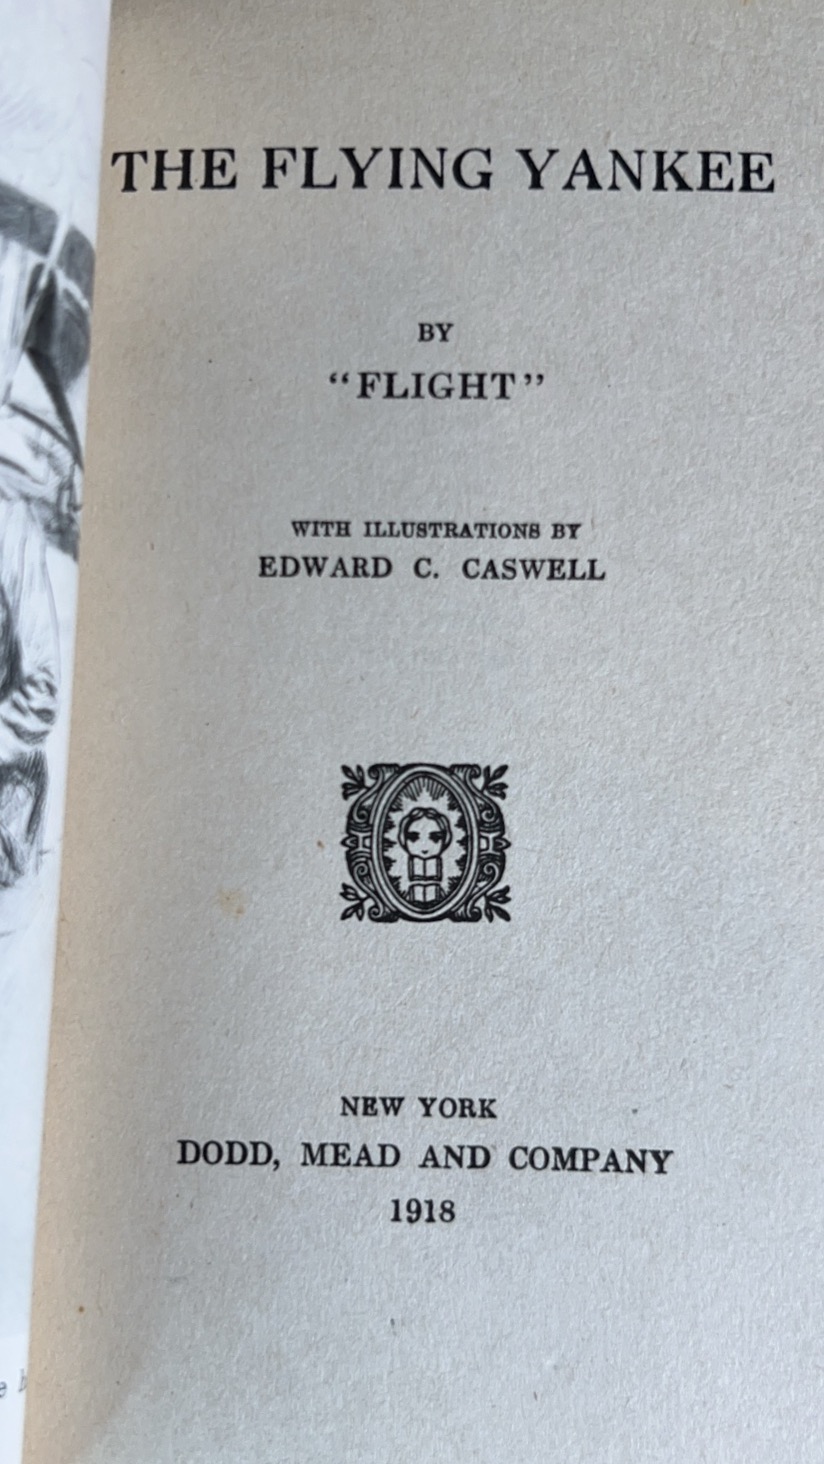 THE FLYING YANKEE
BY
“FLIGHT”
WITH ILLUSTRATIONS BY
EDWARD C. CASWELL
NEW YORK
DODD, MEAD AND COMPANY
1918